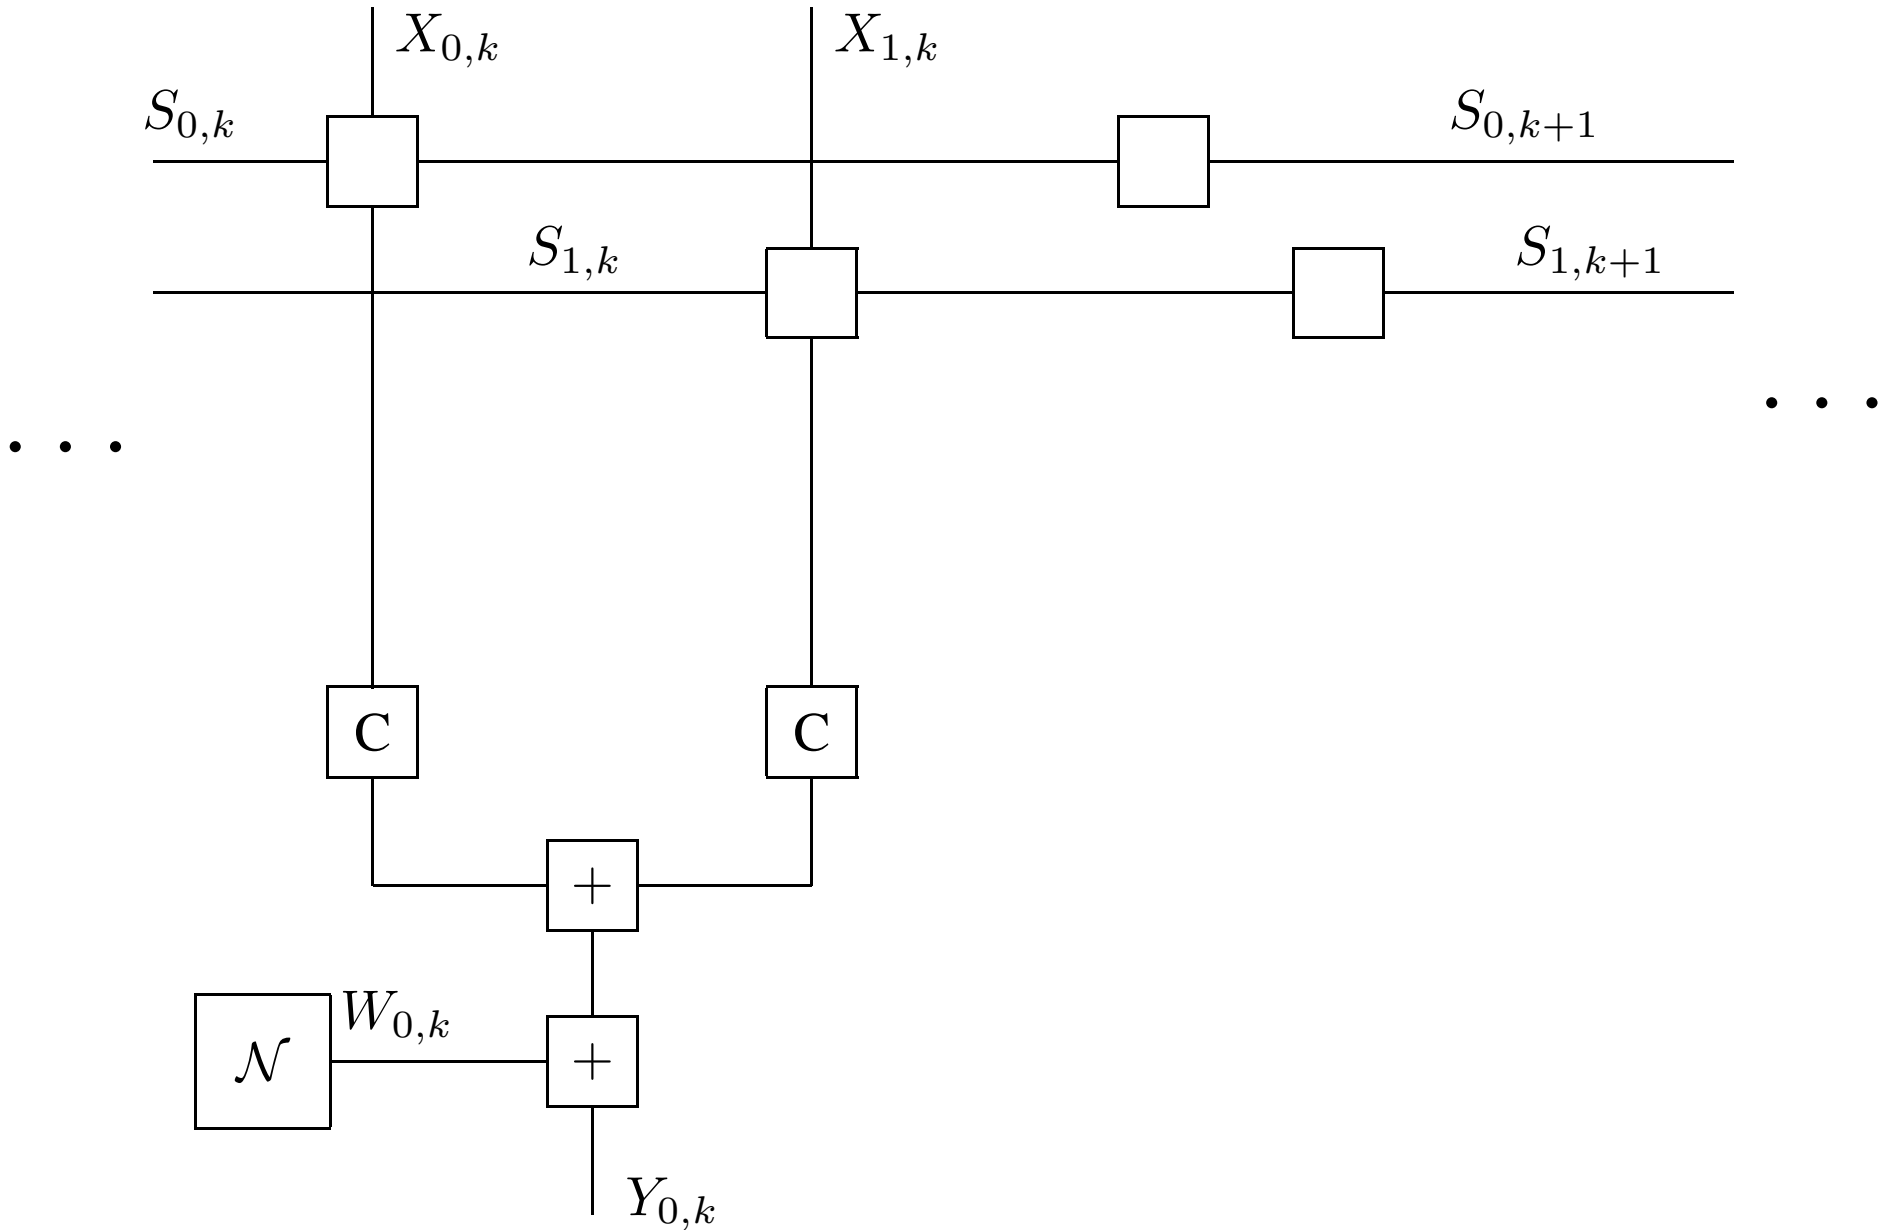 X_{0,k} X_{1,k}
S_{0,k} S_{0,k+1}
S_{1,k} S_{1,k+1}
. . . . . .
C C
+
W_{0,k}
𝒩 +
Y_{0,k}